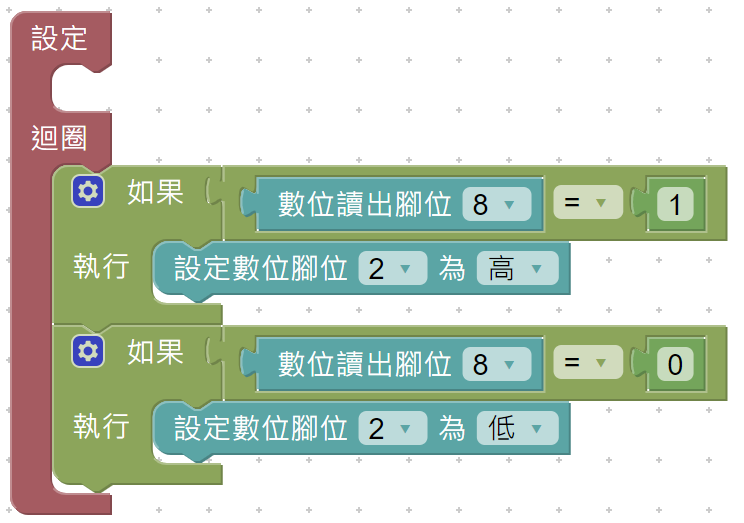 設定
迴圈
如果 數位讀出腳位 8 = 1
執行 設定數位腳位 2 為 高
如果 數位讀出腳位 8 = 0
執行 設定數位腳位 2 為 低